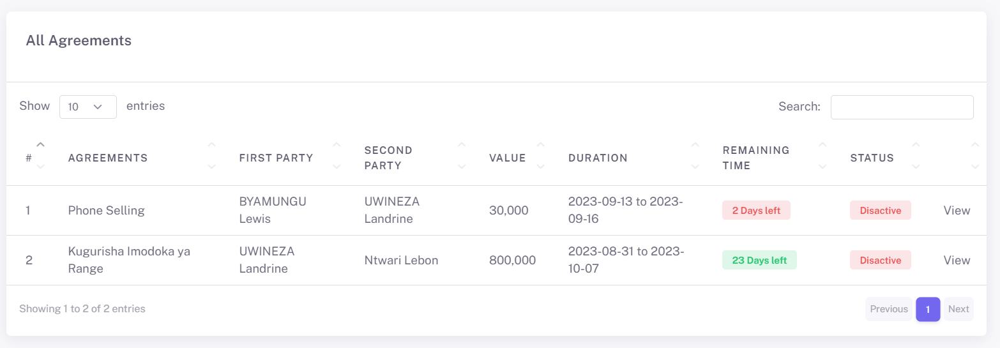 All Agreements
Show 10 entries
Search:
# AGREEMENTS FIRST PARTY SECOND PARTY VALUE DURATION REMAINING TIME STATUS
1 Phone Selling BYAMUNGU Lewis UWINEZA Landrine 30,000 2023-09-13 to 2023-09-16 2 Days left Disactive View
2 Kugurisha Imodoka ya Range UWINEZA Landrine Ntwari Lebon 800,000 2023-08-31 to 2023-10-07 23 Days left Disactive View
Showing 1 to 2 of 2 entries
Previous 1 Next